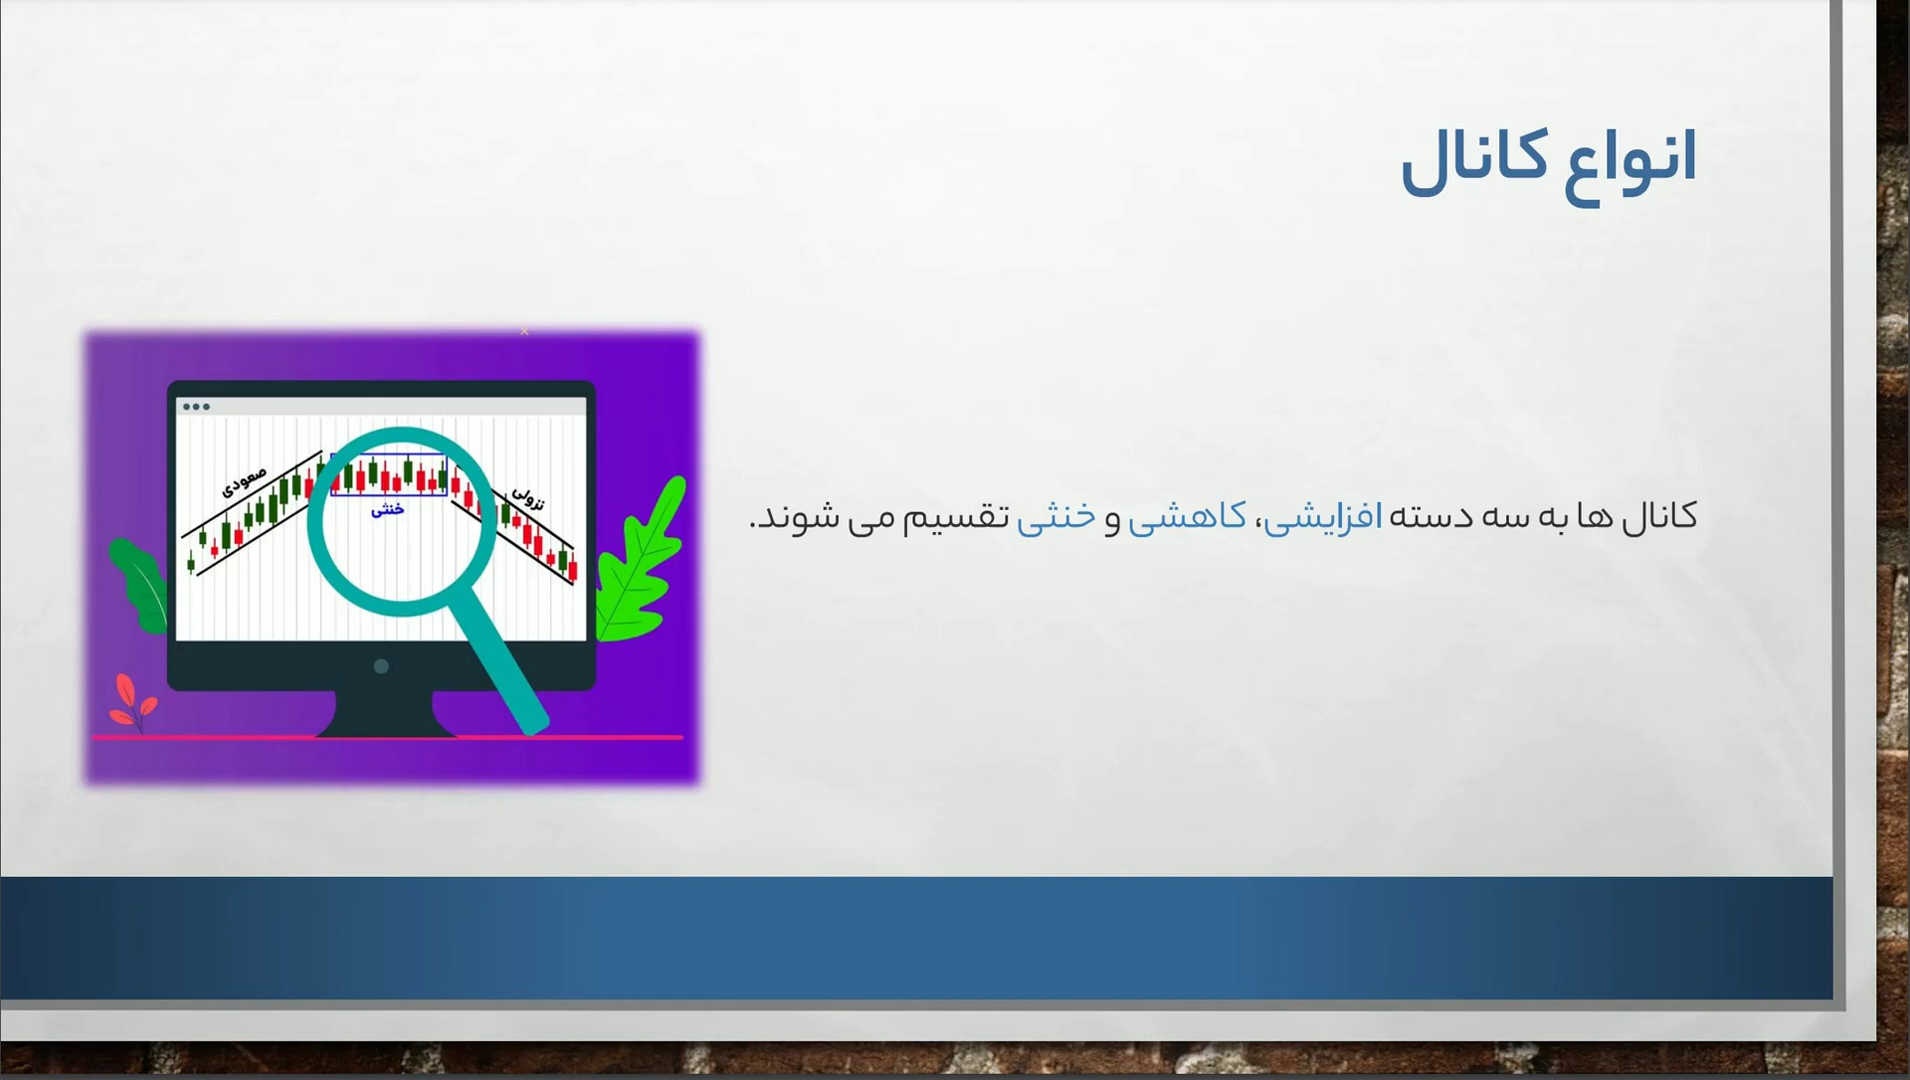 انواع کانال
کانال ها به سه دسته افزایشی، کاهشی و خنثی تقسیم می شوند.
صعودی
خنثی
نزولی